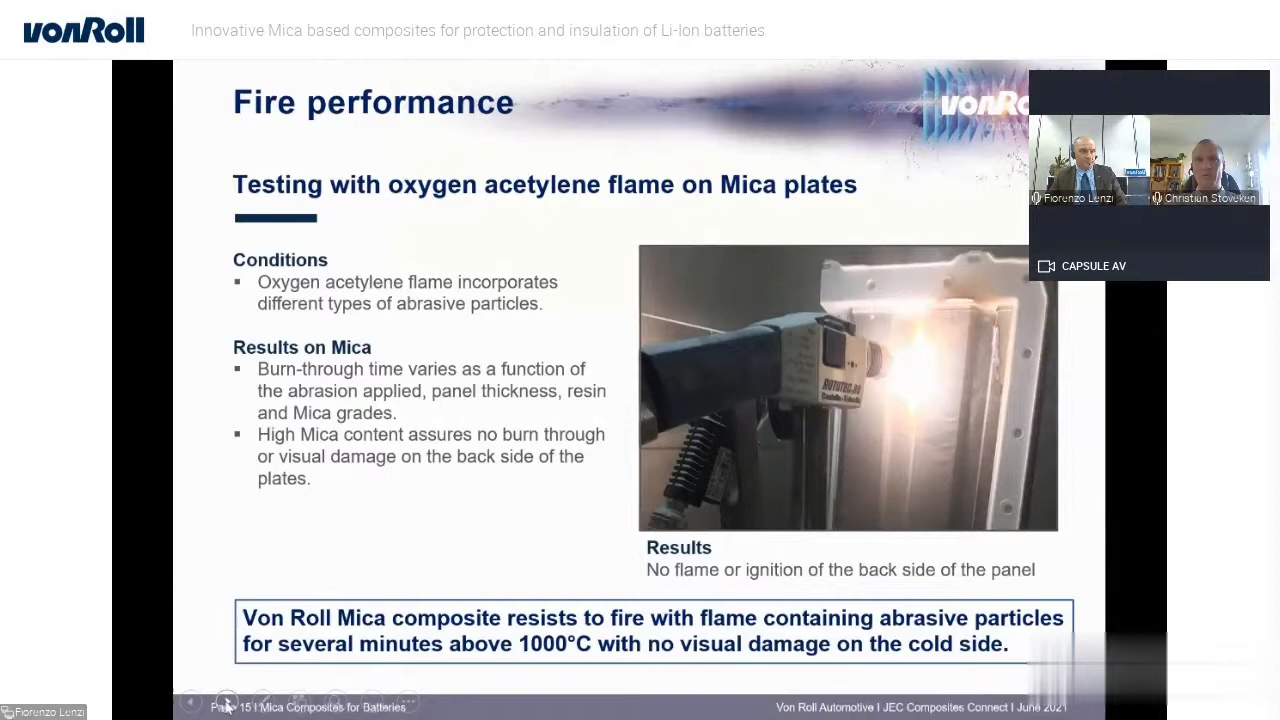 vonRoll
Innovative Mica based composites for protection and insulation of Li-Ion batteries
Fire performance
Testing with oxygen acetylene flame on Mica plates
Conditions
▪ Oxygen acetylene flame incorporates
different types of abrasive particles.
Results on Mica
▪ Burn-through time varies as a function of
the abrasion applied, panel thickness, resin
and Mica grades.
▪ High Mica content assures no burn through
or visual damage on the back side of the
plates.
Fiorenzo Lenzi
Christian Stöveken
CAPSULE AV
Results
No flame or ignition of the back side of the panel
Von Roll Mica composite resists to fire with flame containing abrasive particles
for several minutes above 1000°C with no visual damage on the cold side.
15 I Mica Composites for Batteries
Von Roll Automotive I JEC Composites Connect I June 2021
Fiorenzo Lenzi